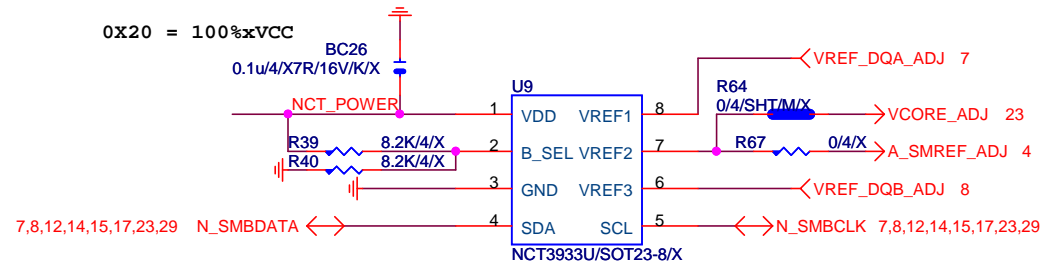 0X20 = 100%xVCC
BC26
0.1u/4/X7R/16V/K/X
U9
VREF_DQA_ADJ 7
R64
0/4/SHT/M/X
NCT_POWER
1 VDD VREF1 8
VCORE_ADJ 23
R39 8.2K/4/X
2 B_SEL VREF2 7
R67 0/4/X
A_SMREF_ADJ 4
R40 8.2K/4/X
3 GND VREF3 6
VREF_DQB_ADJ 8
7,8,12,14,15,17,23,29 N_SMBDATA
4 SDA SCL 5
N_SMBCLK 7,8,12,14,15,17,23,29
NCT3933U/SOT23-8/X